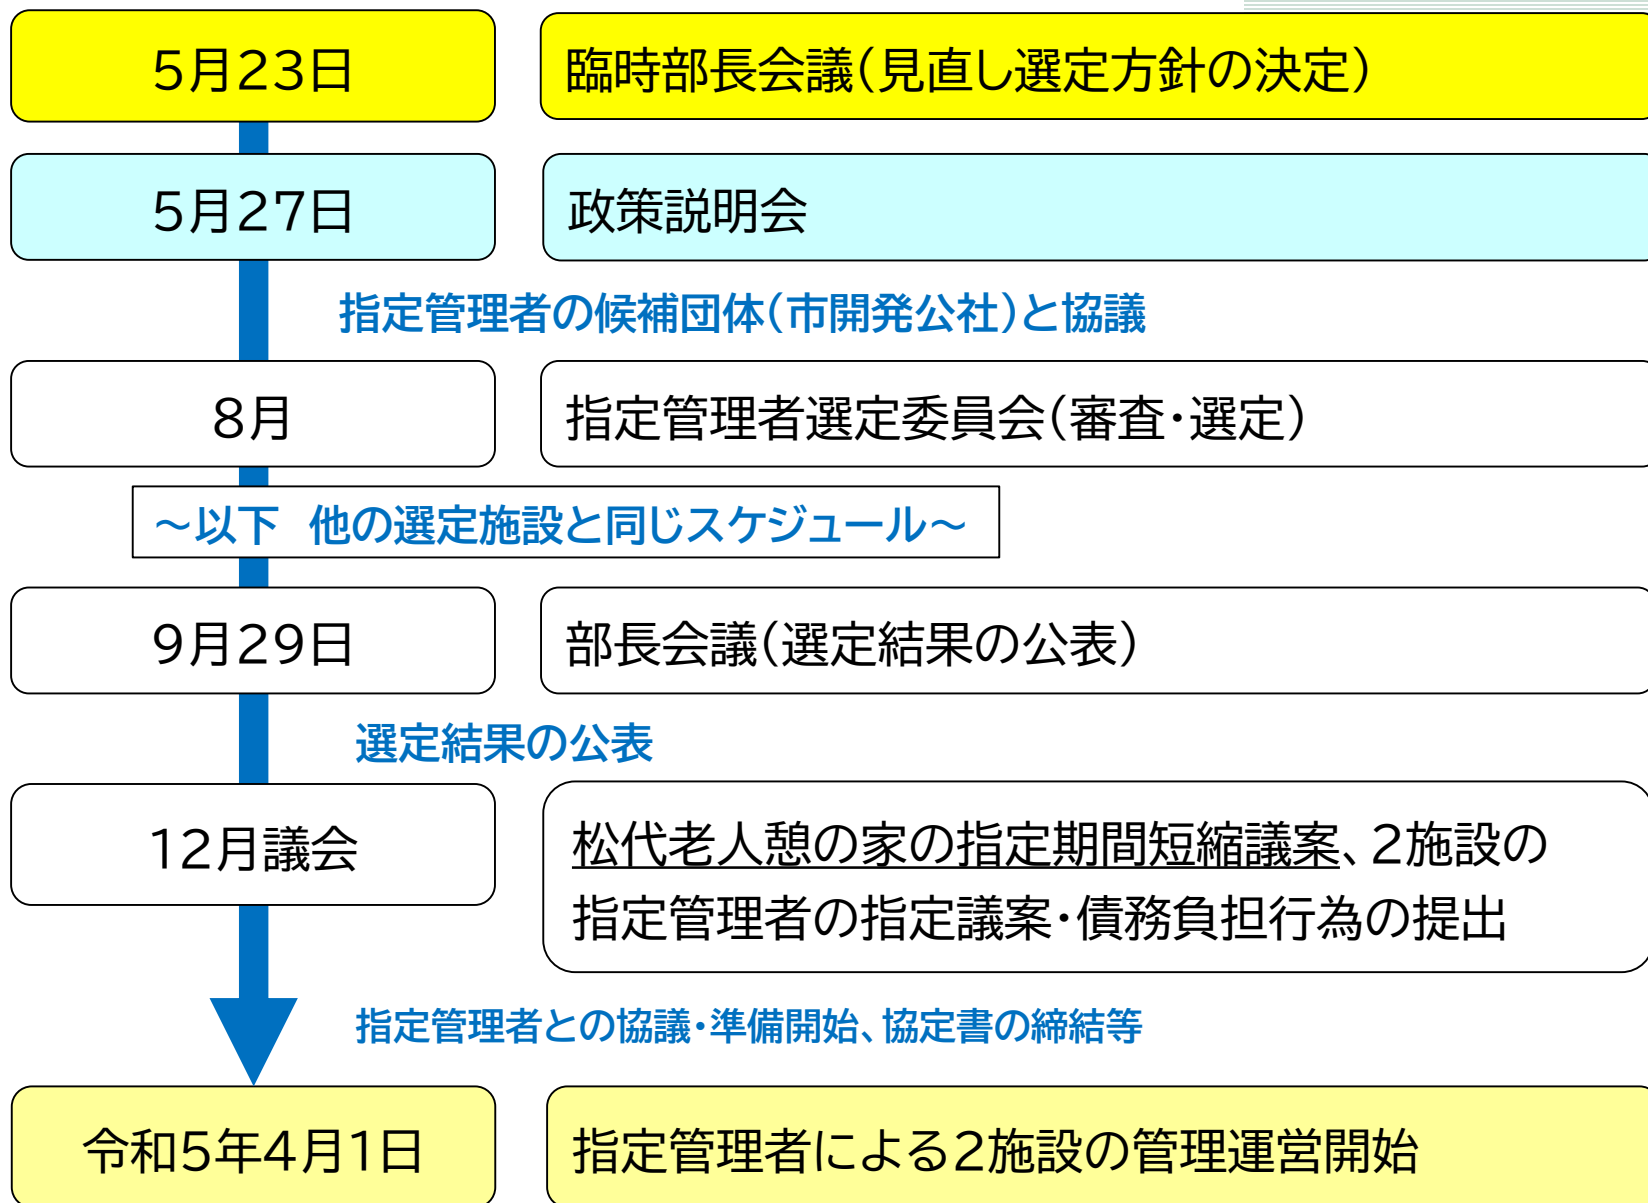 5月23日
臨時部長会議(見直し選定方針の決定)
5月27日
政策説明会
指定管理者の候補団体(市開発公社)と協議
8月
指定管理者選定委員会(審査・選定)
～以下　他の選定施設と同じスケジュール～
9月29日
部長会議(選定結果の公表)
選定結果の公表
12月議会
松代老人憩の家の指定期間短縮議案、2施設の
指定管理者の指定議案・債務負担行為の提出
指定管理者との協議・準備開始、協定書の締結等
令和5年4月1日
指定管理者による2施設の管理運営開始